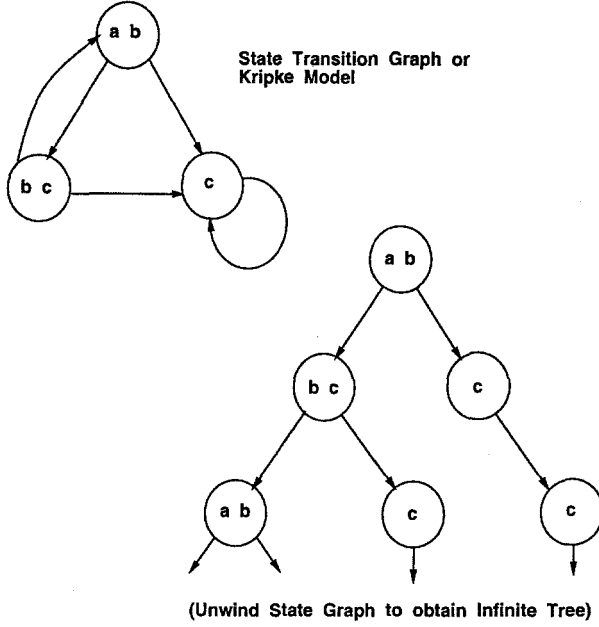 a b
State Transition Graph or
Kripke Model
b c
c
a b
b c
c
a b
c
c
(Unwind State Graph to obtain Infinite Tree)